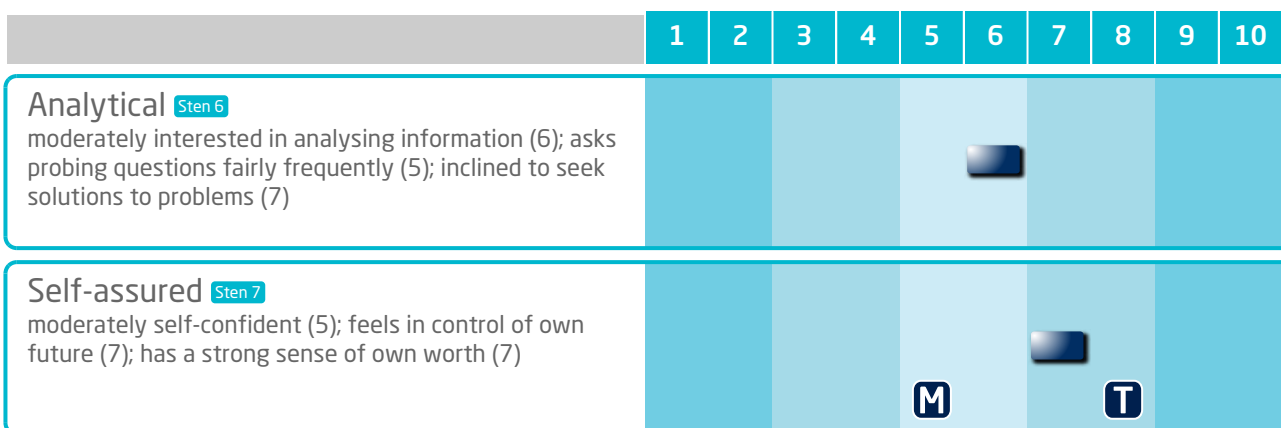 1 2 3 4 5 6 7 8 9 10
Analytical Sten 6
moderately interested in analysing information (6); asks
probing questions fairly frequently (5); inclined to seek
solutions to problems (7)
Self-assured Sten 7
moderately self-confident (5); feels in control of own
future (7); has a strong sense of own worth (7)
M T